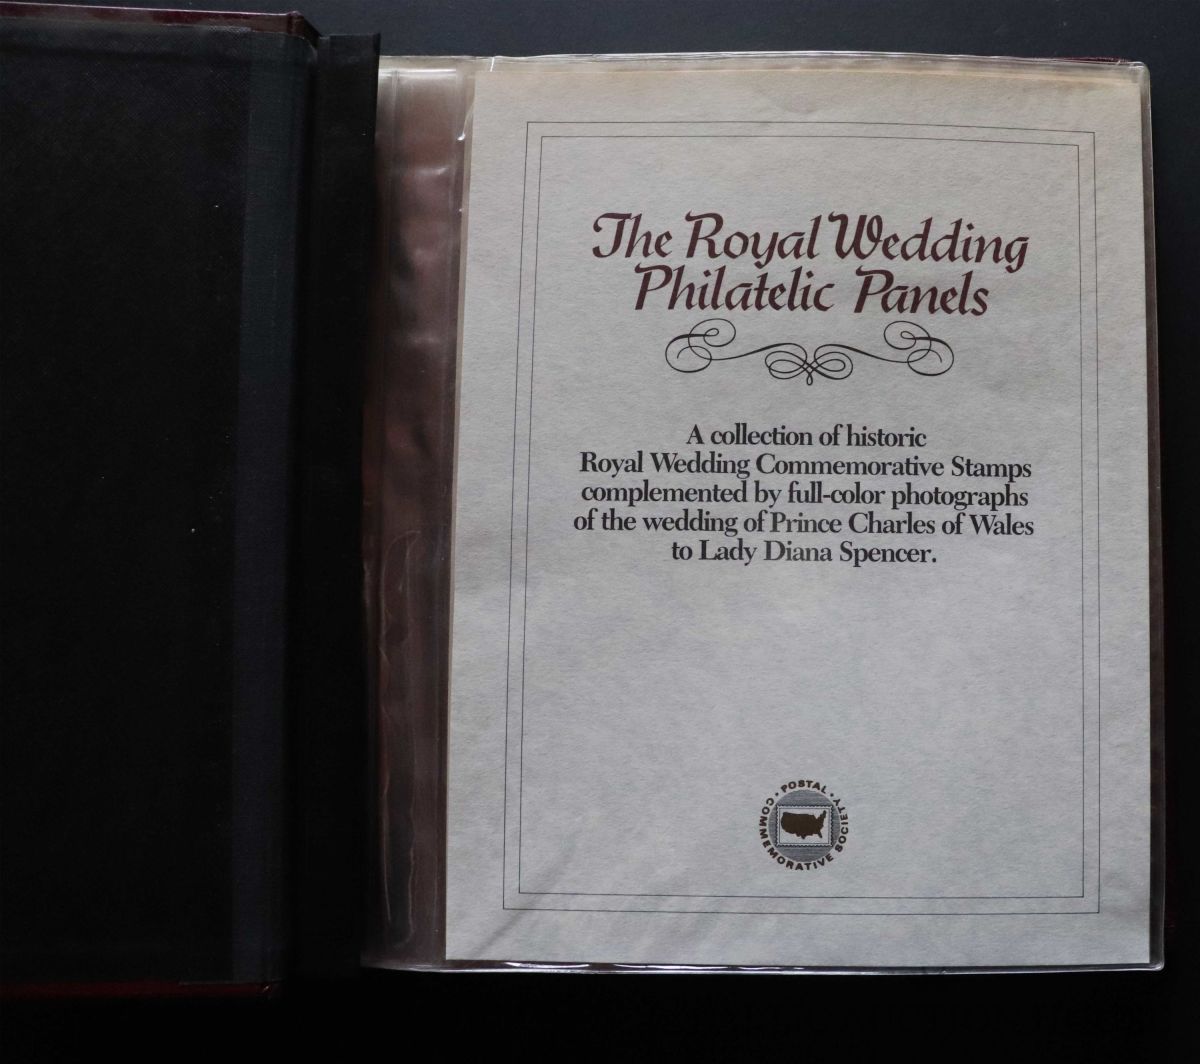 The Royal Wedding
Philatelic Panels
A collection of historic
Royal Wedding Commemorative Stamps
complemented by full-color photographs
of the wedding of Prince Charles of Wales
to Lady Diana Spencer.
· POSTAL ·
COMMEMORATIVE SOCIETY